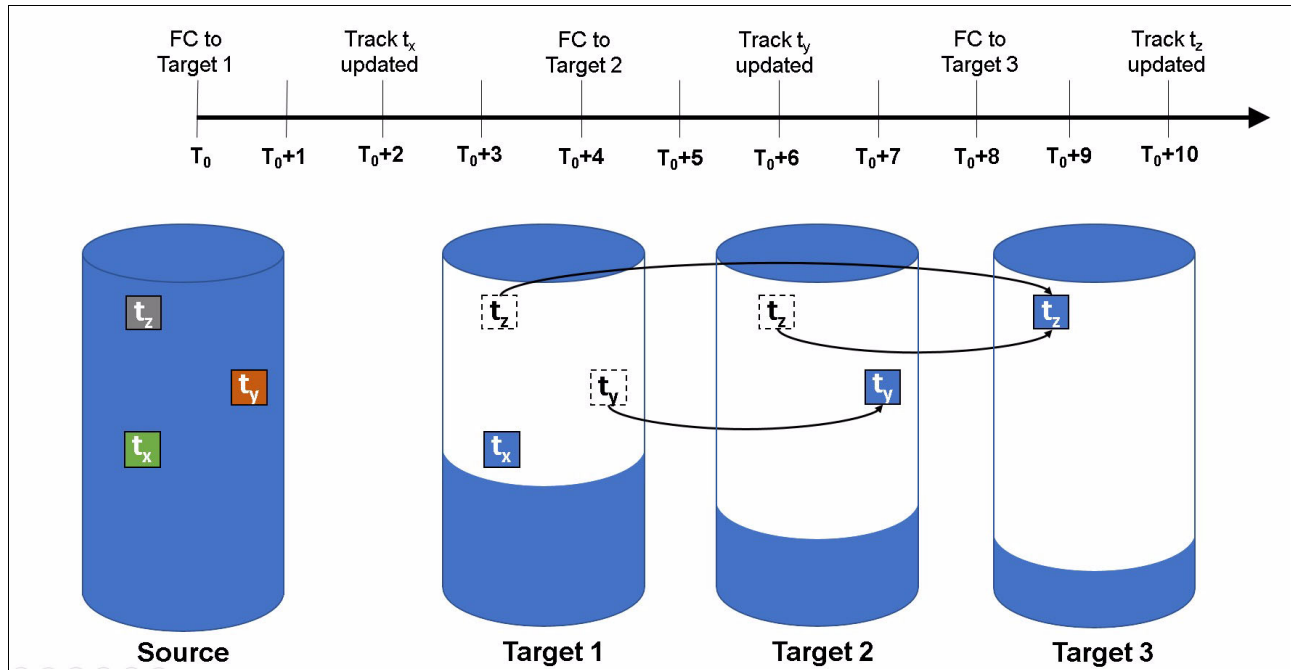 FC to
Target 1
Track tx
updated
FC to
Target 2
Track ty
updated
FC to
Target 3
Track tz
updated
T0 T0+1 T0+2 T0+3 T0+4 T0+5 T0+6 T0+7 T0+8 T0+9 T0+10
tz tz tz tz
ty ty ty
tx tx
Source Target 1 Target 2 Target 3